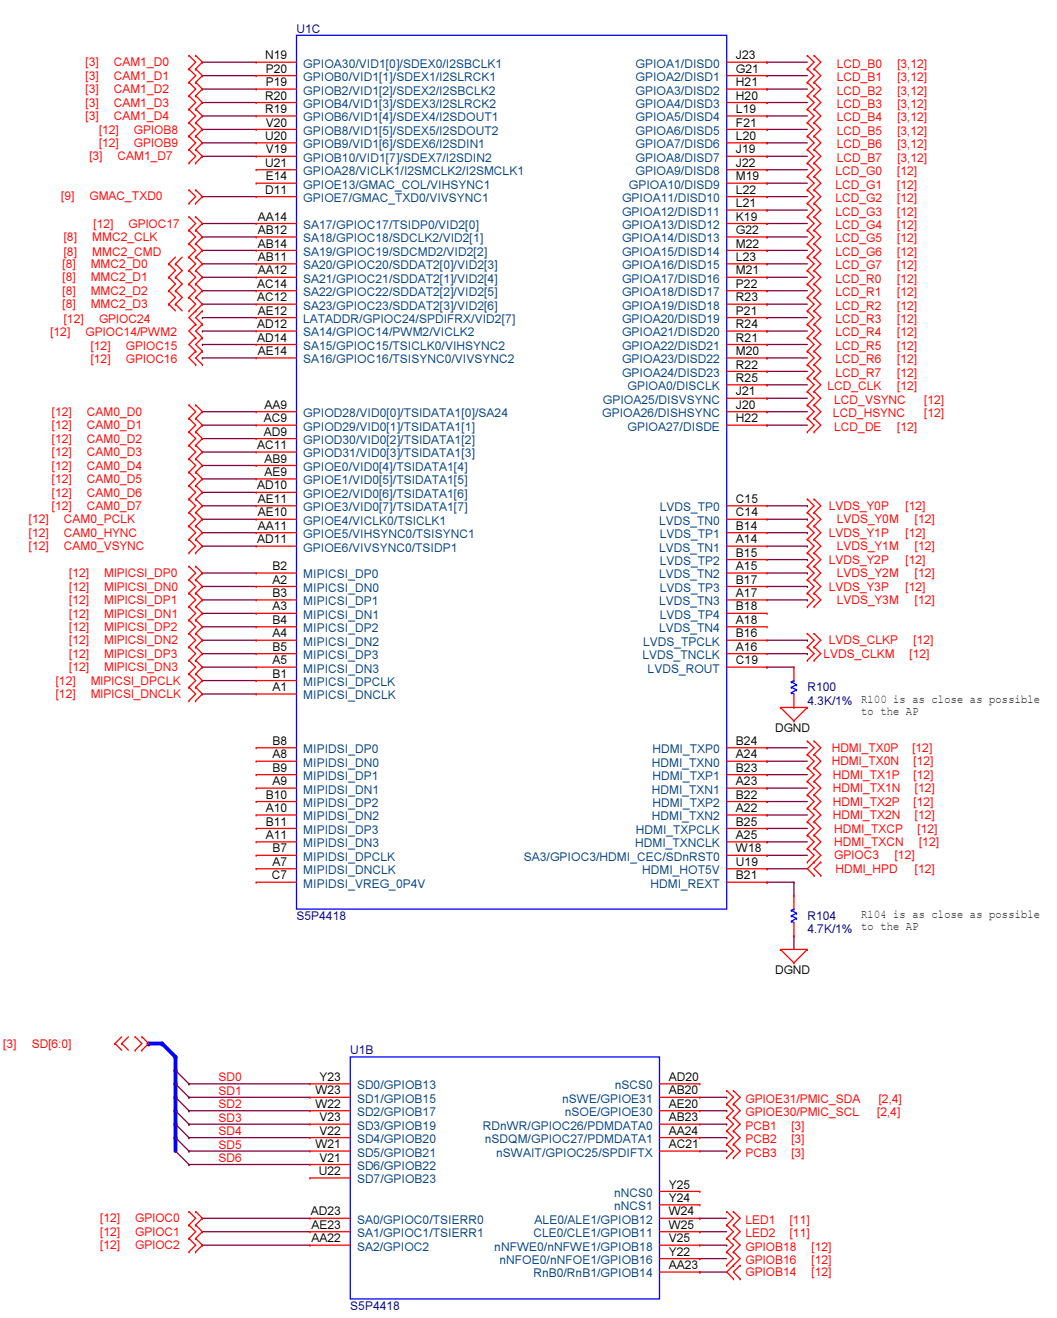 U1C
[3] CAM1_D0 N19 GPIOA30/VID1[0]/SDEX0/I2SBCLK1 GPIOA1/DISD0 J23 LCD_B0 [3,12]
[3] CAM1_D1 P20 GPIOB0/VID1[1]/SDEX1/I2SLRCK1 GPIOA2/DISD1 G21 LCD_B1 [3,12]
[3] CAM1_D2 P19 GPIOB2/VID1[2]/SDEX2/I2SBCLK2 GPIOA3/DISD2 H21 LCD_B2 [3,12]
[3] CAM1_D3 R20 GPIOB4/VID1[3]/SDEX3/I2SLRCK2 GPIOA4/DISD3 H20 LCD_B3 [3,12]
[3] CAM1_D4 R19 GPIOB6/VID1[4]/SDEX4/I2SDOUT1 GPIOA5/DISD4 L19 LCD_B4 [3,12]
[12] GPIOB8 V20 GPIOB8/VID1[5]/SDEX5/I2SDOUT2 GPIOA6/DISD5 F21 LCD_B5 [3,12]
[12] GPIOB9 U20 GPIOB9/VID1[6]/SDEX6/I2SDIN1 GPIOA7/DISD6 L20 LCD_B6 [3,12]
[3] CAM1_D7 V19 GPIOB10/VID1[7]/SDEX7/I2SDIN2 GPIOA8/DISD7 J19 LCD_B7 [3,12]
U21 GPIOA28/VICLK1/I2SMCLK2/I2SMCLK1 GPIOA9/DISD8 J22 LCD_G0 [12]
E14 GPIOE13/GMAC_COL/VIHSYNC1 GPIOA10/DISD9 M19 LCD_G1 [12]
[9] GMAC_TXD0 D11 GPIOE7/GMAC_TXD0/VIVSYNC1 GPIOA11/DISD10 L22 LCD_G2 [12]
GPIOA12/DISD11 L21 LCD_G3 [12]
[12] GPIOC17 AA14 SA17/GPIOC17/TSIDP0/VID2[0] GPIOA13/DISD12 K19 LCD_G4 [12]
[8] MMC2_CLK AB12 SA18/GPIOC18/SDCLK2/VID2[1] GPIOA14/DISD13 G22 LCD_G5 [12]
[8] MMC2_CMD AB14 SA19/GPIOC19/SDCMD2/VID2[2] GPIOA15/DISD14 M22 LCD_G6 [12]
[8] MMC2_D0 AB11 SA20/GPIOC20/SDDAT2[0]/VID2[3] GPIOA16/DISD15 L23 LCD_G7 [12]
[8] MMC2_D1 AA12 SA21/GPIOC21/SDDAT2[1]/VID2[4] GPIOA17/DISD16 M21 LCD_R0 [12]
[8] MMC2_D2 AC14 SA22/GPIOC22/SDDAT2[2]/VID2[5] GPIOA18/DISD17 P22 LCD_R1 [12]
[8] MMC2_D3 AC12 SA23/GPIOC23/SDDAT2[3]/VID2[6] GPIOA19/DISD18 R23 LCD_R2 [12]
[12] GPIOC24 AE12 LATADDR/GPIOC24/SPDIFRX/VID2[7] GPIOA20/DISD19 P21 LCD_R3 [12]
[12] GPIOC14/PWM2 AD12 SA14/GPIOC14/PWM2/VICLK2 GPIOA21/DISD20 R24 LCD_R4 [12]
[12] GPIOC15 AD14 SA15/GPIOC15/TSICLK0/VIHSYNC2 GPIOA22/DISD21 R21 LCD_R5 [12]
[12] GPIOC16 AE14 SA16/GPIOC16/TSISYNC0/VIVSYNC2 GPIOA23/DISD22 M20 LCD_R6 [12]
GPIOA24/DISD23 R22 LCD_R7 [12]
GPIOA0/DISCLK R25 LCD_CLK [12]
GPIOA25/DISVSYNC J21 LCD_VSYNC [12]
[12] CAM0_D0 AA9 GPIOD28/VID0[0]/TSIDATA1[0]/SA24 GPIOA26/DISHSYNC J20 LCD_HSYNC [12]
[12] CAM0_D1 AC9 GPIOD29/VID0[1]/TSIDATA1[1] GPIOA27/DISDE H22 LCD_DE [12]
[12] CAM0_D2 AD9 GPIOD30/VID0[2]/TSIDATA1[2]
[12] CAM0_D3 AC11 GPIOD31/VID0[3]/TSIDATA1[3]
[12] CAM0_D4 AB9 GPIOE0/VID0[4]/TSIDATA1[4]
[12] CAM0_D5 AE9 GPIOE1/VID0[5]/TSIDATA1[5]
[12] CAM0_D6 AD10 GPIOE2/VID0[6]/TSIDATA1[6]
[12] CAM0_D7 AE11 GPIOE3/VID0[7]/TSIDATA1[7] LVDS_TP0 C15 LVDS_Y0P [12]
[12] CAM0_PCLK AE10 GPIOE4/VICLK0/TSICLK1 LVDS_TN0 C14 LVDS_Y0M [12]
[12] CAM0_HYNC AA11 GPIOE5/VIHSYNC0/TSISYNC1 LVDS_TP1 B14 LVDS_Y1P [12]
[12] CAM0_VSYNC AD11 GPIOE6/VIVSYNC0/TSIDP1 LVDS_TN1 A14 LVDS_Y1M [12]
LVDS_TP2 B15 LVDS_Y2P [12]
[12] MIPICSI_DP0 B2 MIPICSI_DP0 LVDS_TN2 A15 LVDS_Y2M [12]
[12] MIPICSI_DN0 A2 MIPICSI_DN0 LVDS_TP3 B17 LVDS_Y3P [12]
[12] MIPICSI_DP1 B3 MIPICSI_DP1 LVDS_TN3 A17 LVDS_Y3M [12]
[12] MIPICSI_DN1 A3 MIPICSI_DN1 LVDS_TP4 B18
[12] MIPICSI_DP2 B4 MIPICSI_DP2 LVDS_TN4 A18
[12] MIPICSI_DN2 A4 MIPICSI_DN2 LVDS_TPCLK B16 LVDS_CLKP [12]
[12] MIPICSI_DP3 B5 MIPICSI_DP3 LVDS_TNCLK A16 LVDS_CLKM [12]
[12] MIPICSI_DN3 A5 MIPICSI_DN3 LVDS_ROUT C19
[12] MIPICSI_DPCLK B1 MIPICSI_DPCLK
[12] MIPICSI_DNCLK A1 MIPICSI_DNCLK
R100
4.3K/1% R100 is as close as possible
to the AP
DGND
B8 MIPIDSI_DP0 HDMI_TXP0 B24 HDMI_TX0P [12]
A8 MIPIDSI_DN0 HDMI_TXN0 A24 HDMI_TX0N [12]
B9 MIPIDSI_DP1 HDMI_TXP1 B23 HDMI_TX1P [12]
A9 MIPIDSI_DN1 HDMI_TXN1 A23 HDMI_TX1N [12]
B10 MIPIDSI_DP2 HDMI_TXP2 B22 HDMI_TX2P [12]
A10 MIPIDSI_DN2 HDMI_TXN2 A22 HDMI_TX2N [12]
B11 MIPIDSI_DP3 HDMI_TXPCLK B25 HDMI_TXCP [12]
A11 MIPIDSI_DN3 HDMI_TXNCLK A25 HDMI_TXCN [12]
B7 MIPIDSI_DPCLK SA3/GPIOC3/HDMI_CEC/SDnRST0 W18 GPIOC3 [12]
A7 MIPIDSI_DNCLK HDMI_HOT5V U19 HDMI_HPD [12]
C7 MIPIDSI_VREG_0P4V HDMI_REXT B21
S5P4418
R104
4.7K/1% R104 is as close as possible
to the AP
DGND
[3] SD[6:0]
U1B
SD0 Y23 SD0/GPIOB13 nSCS0 AD20
SD1 W23 SD1/GPIOB15 nSWE/GPIOE31 AB20 GPIOE31/PMIC_SDA [2,4]
SD2 W22 SD2/GPIOB17 nSOE/GPIOE30 AE20 GPIOE30/PMIC_SCL [2,4]
SD3 V23 SD3/GPIOB19 RDnWR/GPIOC26/PDMDATA0 AB23 PCB1 [3]
SD4 V22 SD4/GPIOB20 nSDQM/GPIOC27/PDMDATA1 AA24 PCB2 [3]
SD5 W21 SD5/GPIOB21 nSWAIT/GPIOC25/SPDIFTX AC21 PCB3 [3]
SD6 V21 SD6/GPIOB22
U22 SD7/GPIOB23
nNCS0 Y25
nNCS1 Y24
[12] GPIOC0 AD23 SA0/GPIOC0/TSIERR0 ALE0/ALE1/GPIOB12 W24 LED1 [11]
[12] GPIOC1 AE23 SA1/GPIOC1/TSIERR1 CLE0/CLE1/GPIOB11 W25 LED2 [11]
[12] GPIOC2 AA22 SA2/GPIOC2 nNFWE0/nNFWE1/GPIOB18 V25 GPIOB18 [12]
nNFOE0/nNFOE1/GPIOB16 Y22 GPIOB16 [12]
RnB0/RnB1/GPIOB14 AA23 GPIOB14 [12]
S5P4418